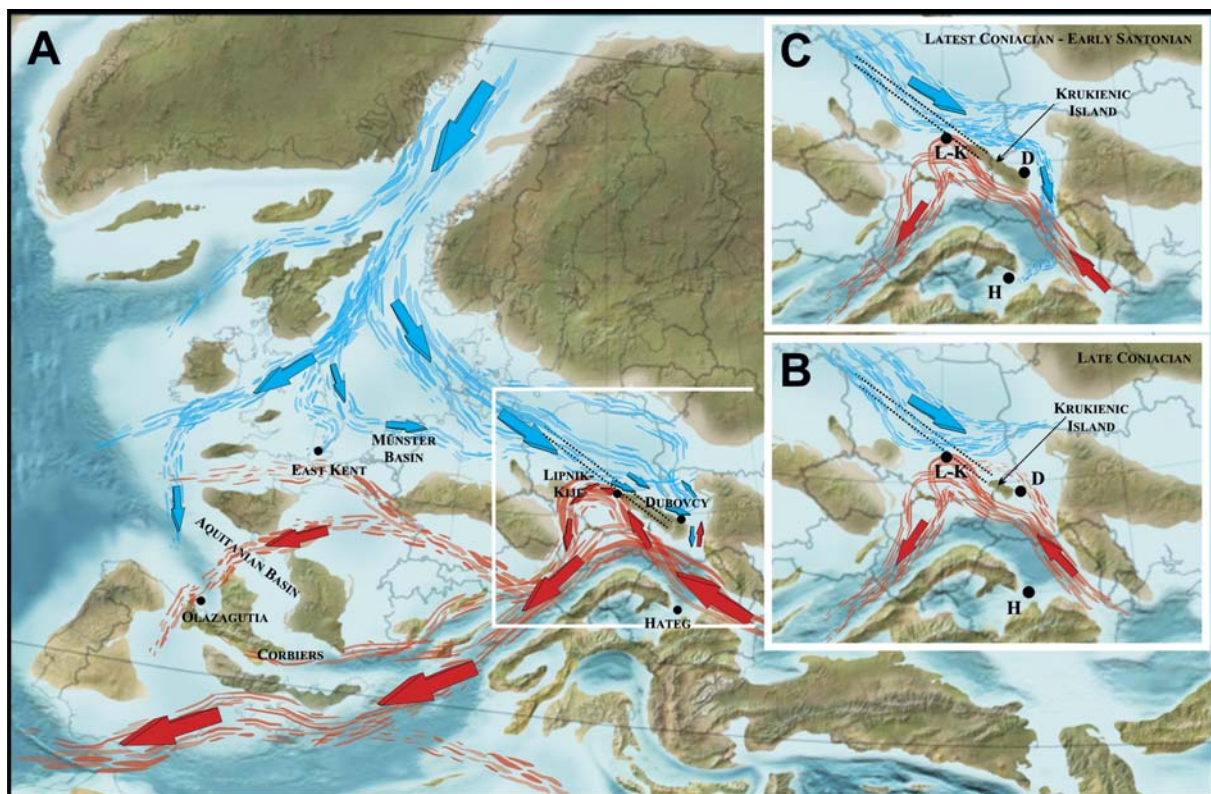 A
C
LATEST CONIACIAN - EARLY SANTONIAN
KRUKIENIC
ISLAND
L-K
D
H
B
LATE CONIACIAN
KRUKIENIC
ISLAND
L-K
D
H
MÜNSTER
BASIN
EAST KENT
LIPNIK-
KIJE
DUBOVCY
AQUITANIAN BASIN
OLAZAGUTIA
HATEG
CORBIERS